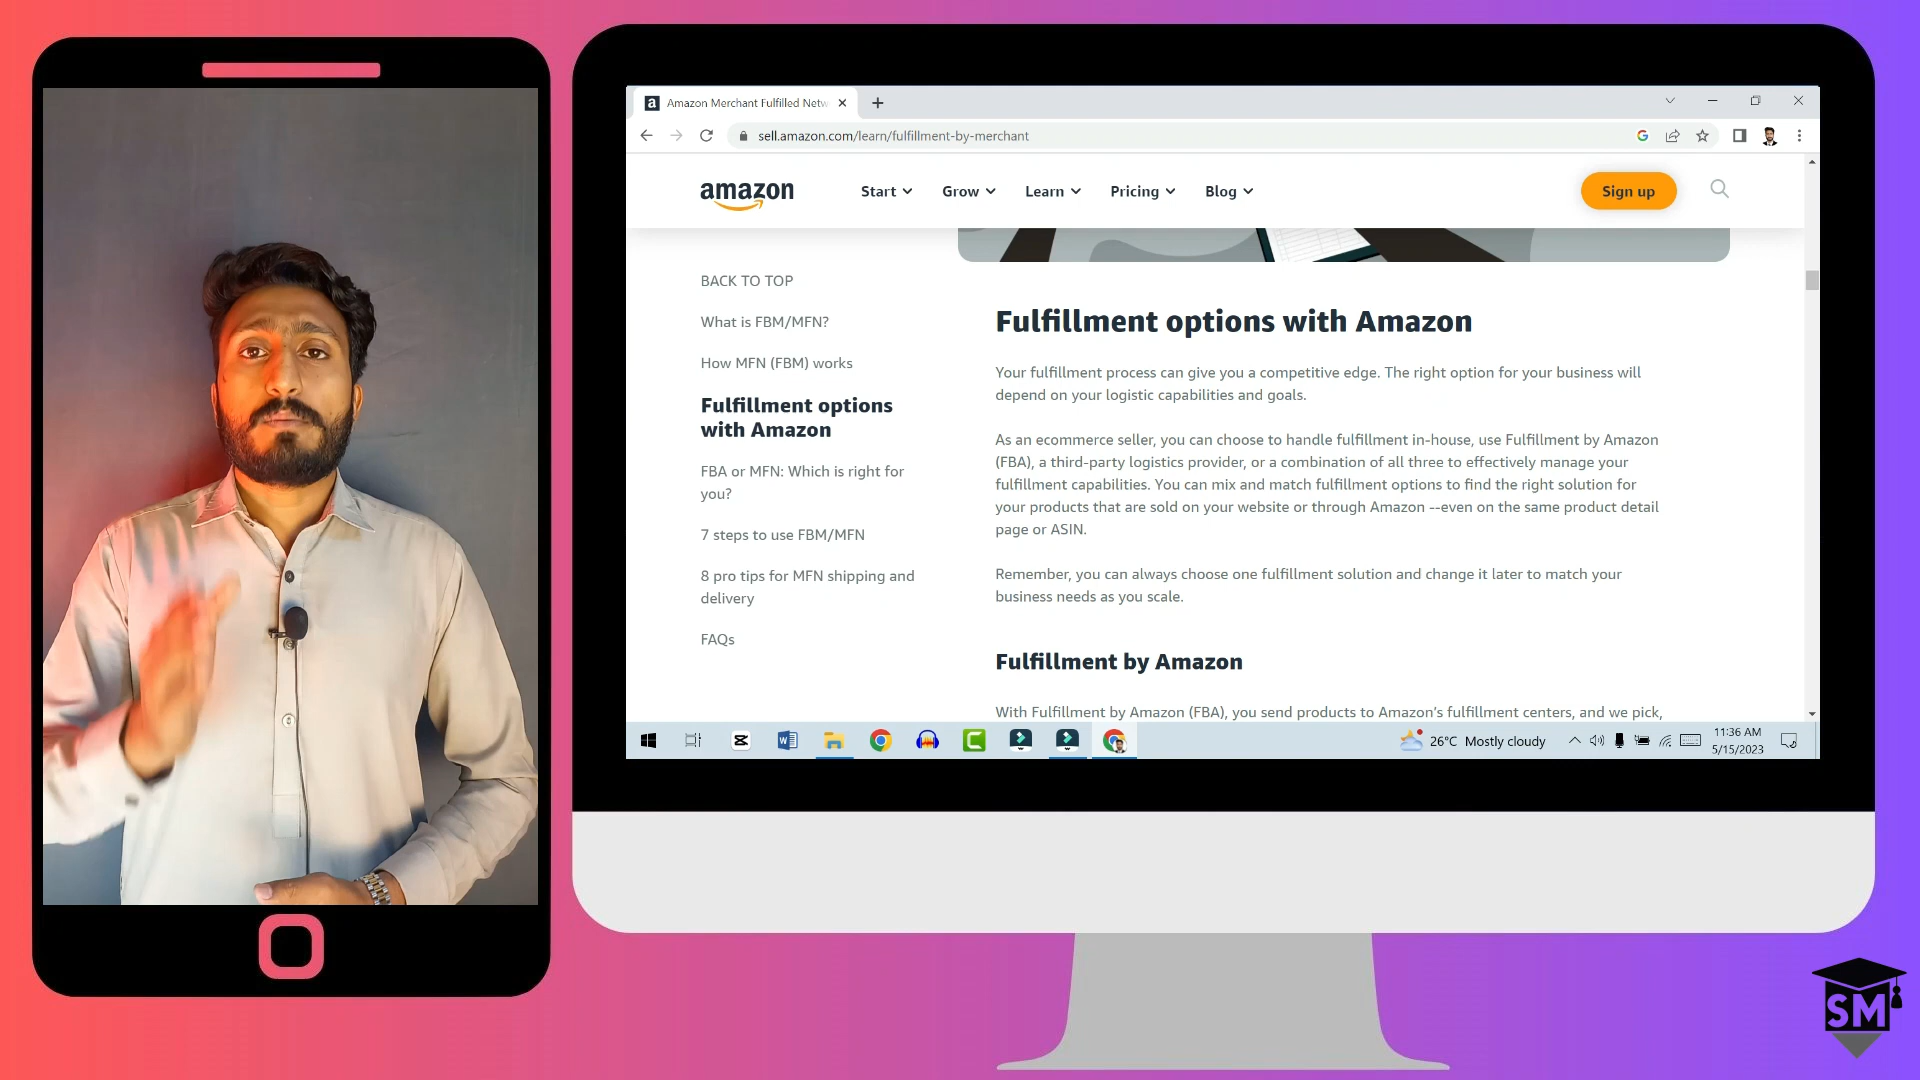 Amazon Merchant Fulfilled Netw
sell.amazon.com/learn/fulfillment-by-merchant
amazon
Start
Grow
Learn
Pricing
Blog
Sign up
BACK TO TOP
What is FBM/MFN?
How MFN (FBM) works
Fulfillment options
with Amazon
FBA or MFN: Which is right for
you?
7 steps to use FBM/MFN
8 pro tips for MFN shipping and
delivery
FAQs
Fulfillment options with Amazon
Your fulfillment process can give you a competitive edge. The right option for your business will
depend on your logistic capabilities and goals.
As an ecommerce seller, you can choose to handle fulfillment in-house, use Fulfillment by Amazon
(FBA), a third-party logistics provider, or a combination of all three to effectively manage your
fulfillment capabilities. You can mix and match fulfillment options to find the right solution for
your products that are sold on your website or through Amazon --even on the same product detail
page or ASIN.
Remember, you can always choose one fulfillment solution and change it later to match your
business needs as you scale.
Fulfillment by Amazon
With Fulfillment by Amazon (FBA), you send products to Amazon's fulfillment centers, and we pick,
26°C Mostly cloudy
11:36 AM
5/15/2023
SM